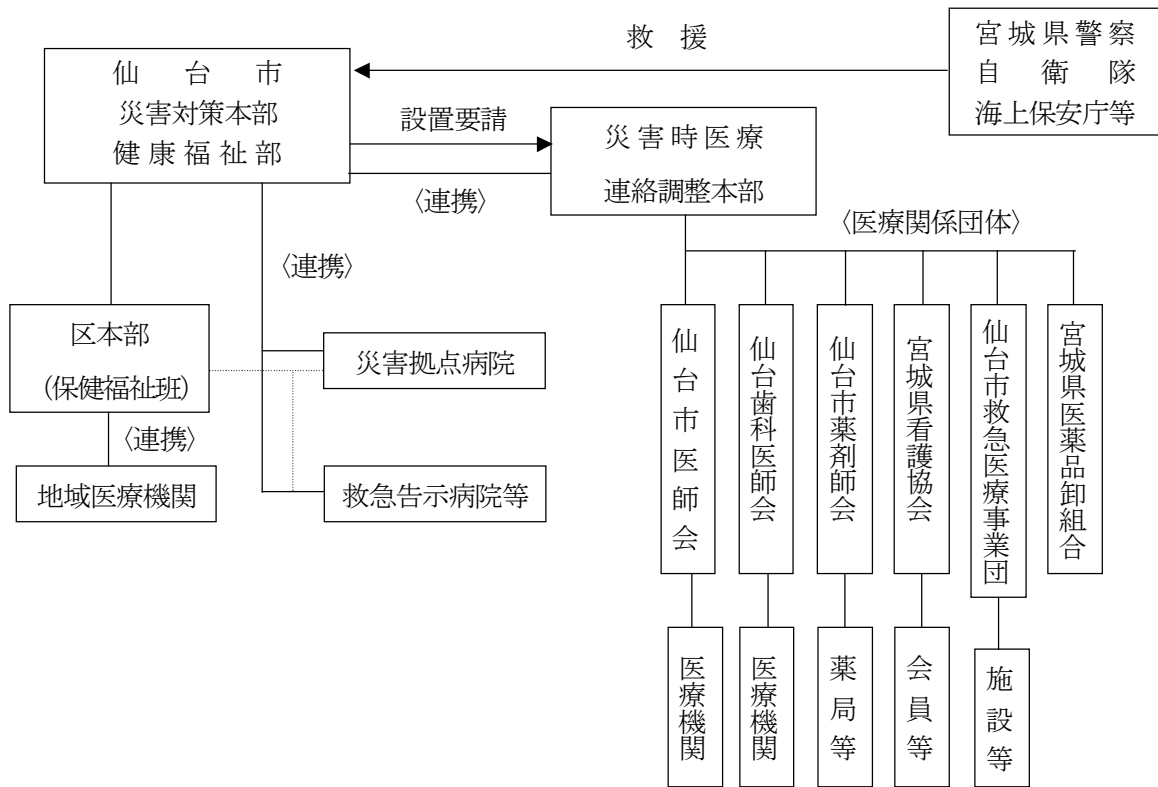 救 援
宮城県警察
自 衛 隊
海上保安庁等
仙 台 市
災害対策本部
健康福祉部
設置要請
〈連携〉
災害時医療
連絡調整本部
〈医療関係団体〉
〈連携〉
区本部
(保健福祉班)
〈連携〉
地域医療機関
災害拠点病院
救急告示病院等
仙台市医師会
仙台歯科医師会
仙台市薬剤師会
宮城県看護協会
仙台市救急医療事業団
宮城県医薬品卸組合
医療機関
医療機関
薬局等
会員等
施設等